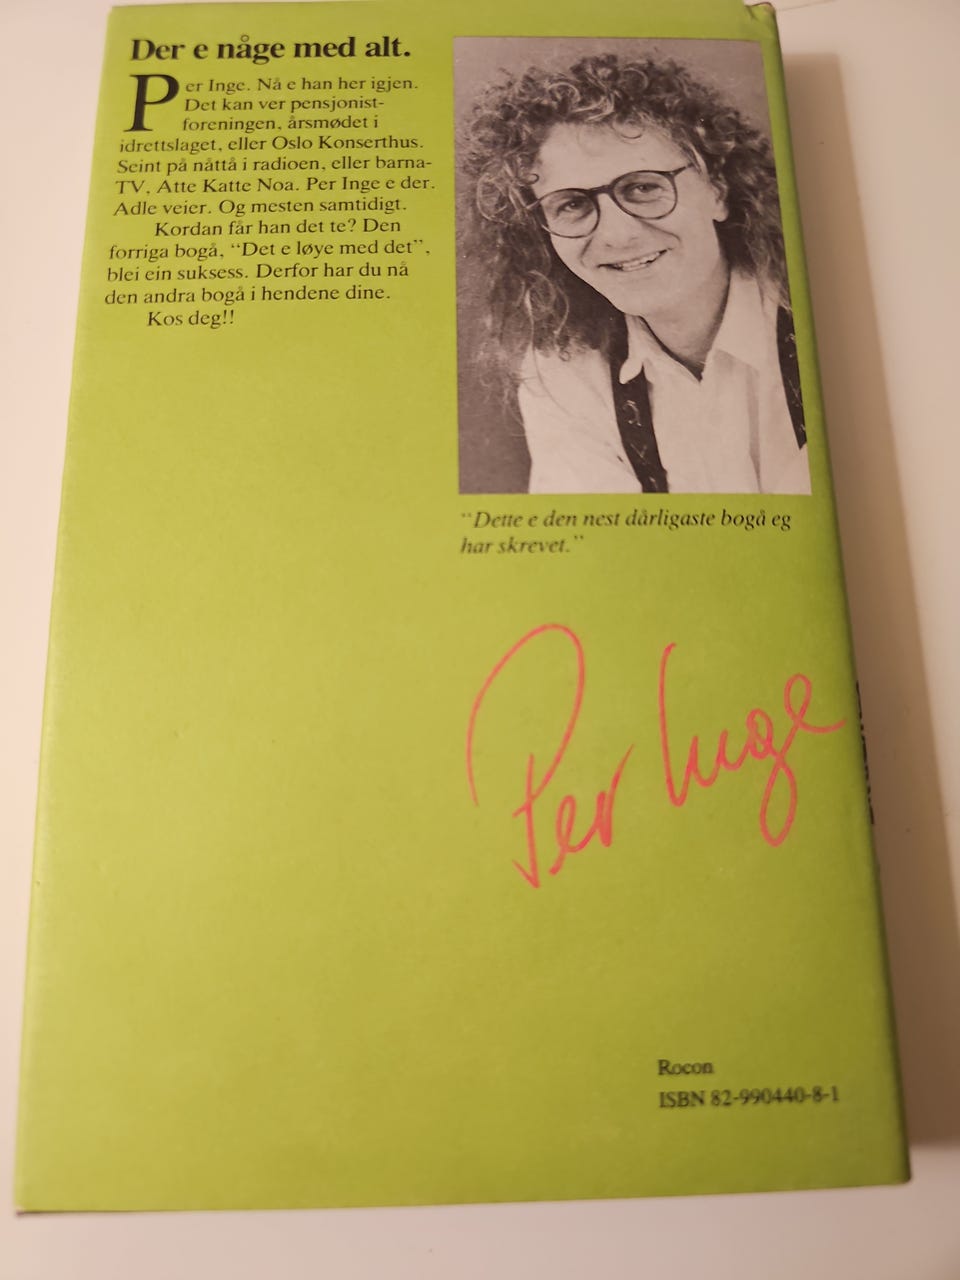 Der e någe med alt.
Per Inge. Nå e han her igjen.
Det kan ver pensjonist-
foreningen, årsmødet i
idrettslaget, eller Oslo Konserthus.
Seint på nåttå i radioen, eller barna-
TV, Atte Katte Noa. Per Inge e der.
Adle veier. Og mesten samtidigt.
Kordan får han det te? Den
forriga bogå, “Det e løye med det”,
blei ein suksess. Derfor har du nå
den andra bogå i hendene dine.
Kos deg!!
“Dette e den nest dårligaste bogå eg
har skrevet.”
Per Inge
Rocon
ISBN 82-990440-8-1